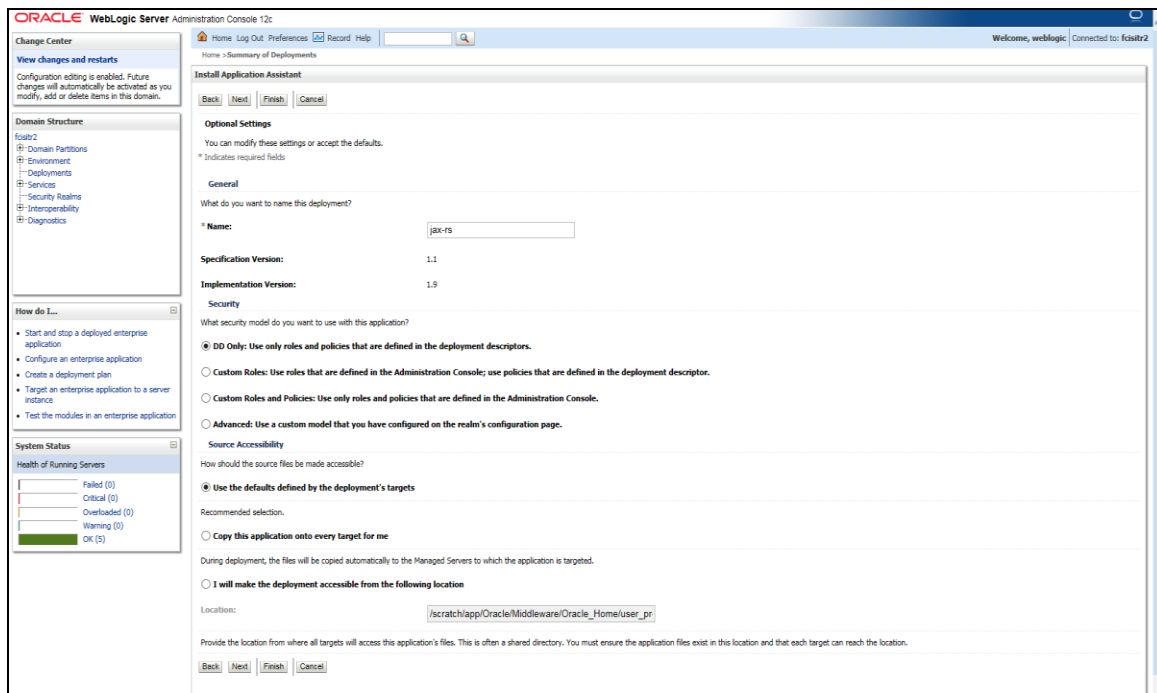 ORACLE WebLogic Server Administration Console 12c
Change Center
View changes and restarts
Configuration editing is enabled. Future
changes will automatically be activated as you
modify, add or delete items in this domain.
Domain Structure
fcisitr2
Domain Partitions
Environment
Deployments
Services
Security Realms
Interoperability
Diagnostics
How do I...
Start and stop a deployed enterprise
application
Configure an enterprise application
Create a deployment plan
Target an enterprise application to a server
instance
Test the modules in an enterprise application
System Status
Health of Running Servers
Failed (0)
Critical (0)
Overloaded (0)
Warning (0)
OK (5)
Home Log Out Preferences Record Help
Welcome, weblogic Connected to: fcisitr2
Home >Summary of Deployments
Install Application Assistant
Back Next Finish Cancel
Optional Settings
You can modify these settings or accept the defaults.
* Indicates required fields
General
What do you want to name this deployment?
* Name: jax-rs
Specification Version: 1.1
Implementation Version: 1.9
Security
What security model do you want to use with this application?
DD Only: Use only roles and policies that are defined in the deployment descriptors.
Custom Roles: Use roles that are defined in the Administration Console; use policies that are defined in the deployment descriptor.
Custom Roles and Policies: Use only roles and policies that are defined in the Administration Console.
Advanced: Use a custom model that you have configured on the realm's configuration page.
Source Accessibility
How should the source files be made accessible?
Use the defaults defined by the deployment's targets
Recommended selection.
Copy this application onto every target for me
During deployment, the files will be copied automatically to the Managed Servers to which the application is targeted.
I will make the deployment accessible from the following location
Location: /scratch/app/Oracle/Middleware/Oracle_Home/user_pr
Provide the location from where all targets will access this application's files. This is often a shared directory. You must ensure the application files exist in this location and that each target can reach the location.
Back Next Finish Cancel